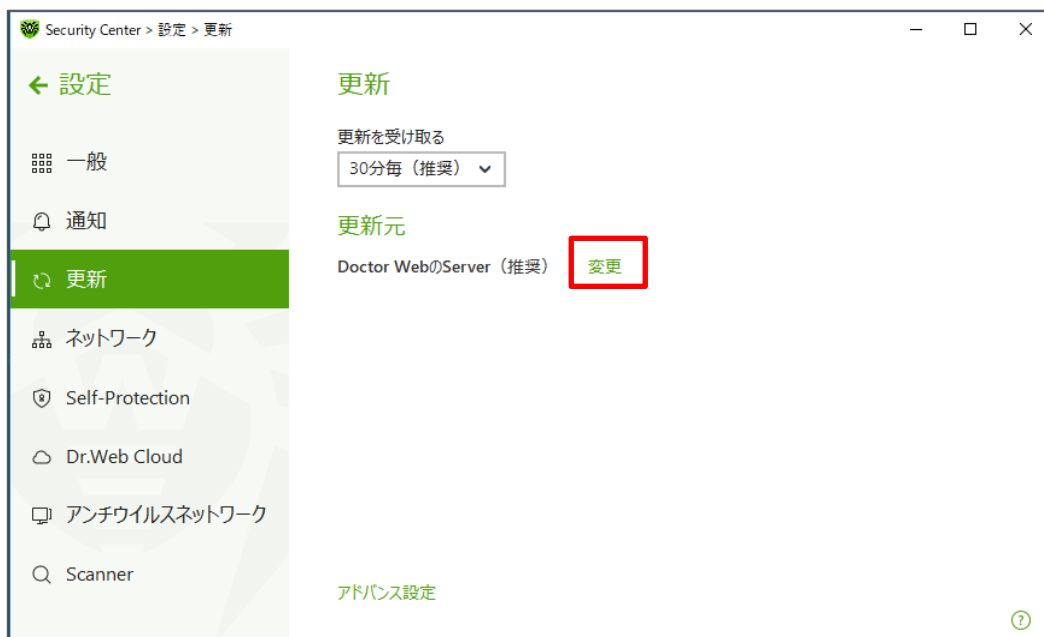 Security Center > 設定 > 更新
設定
一般
通知
更新
ネットワーク
Self-Protection
Dr.Web Cloud
アンチウイルスネットワーク
Scanner
更新
更新を受け取る
30分毎（推奨）
更新元
Doctor WebのServer（推奨） 変更
アドバンス設定
?